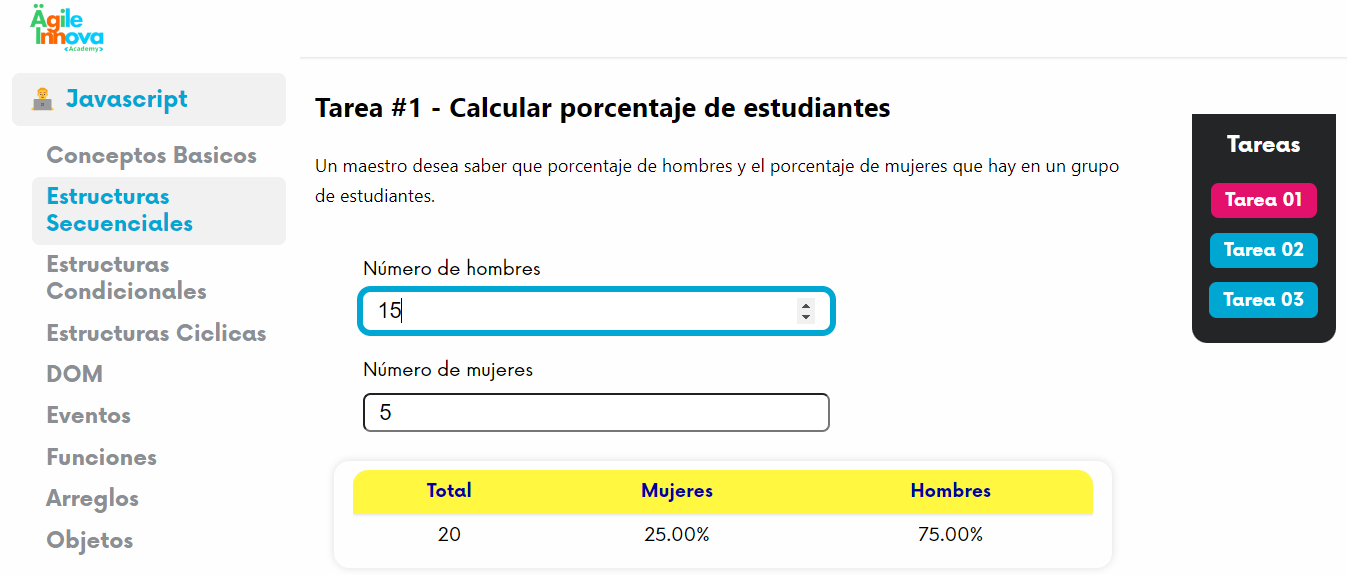 Ägile
Innova
<Academy>
Javascript
Conceptos Basicos
Estructuras
Secuenciales
Estructuras
Condicionales
Estructuras Ciclicas
DOM
Eventos
Funciones
Arreglos
Objetos
Tarea #1 - Calcular porcentaje de estudiantes
Un maestro desea saber que porcentaje de hombres y el porcentaje de mujeres que hay en un grupo
de estudiantes.
Número de hombres
15
Número de mujeres
5
Total Mujeres Hombres
20 25.00% 75.00%
Tareas
Tarea 01
Tarea 02
Tarea 03